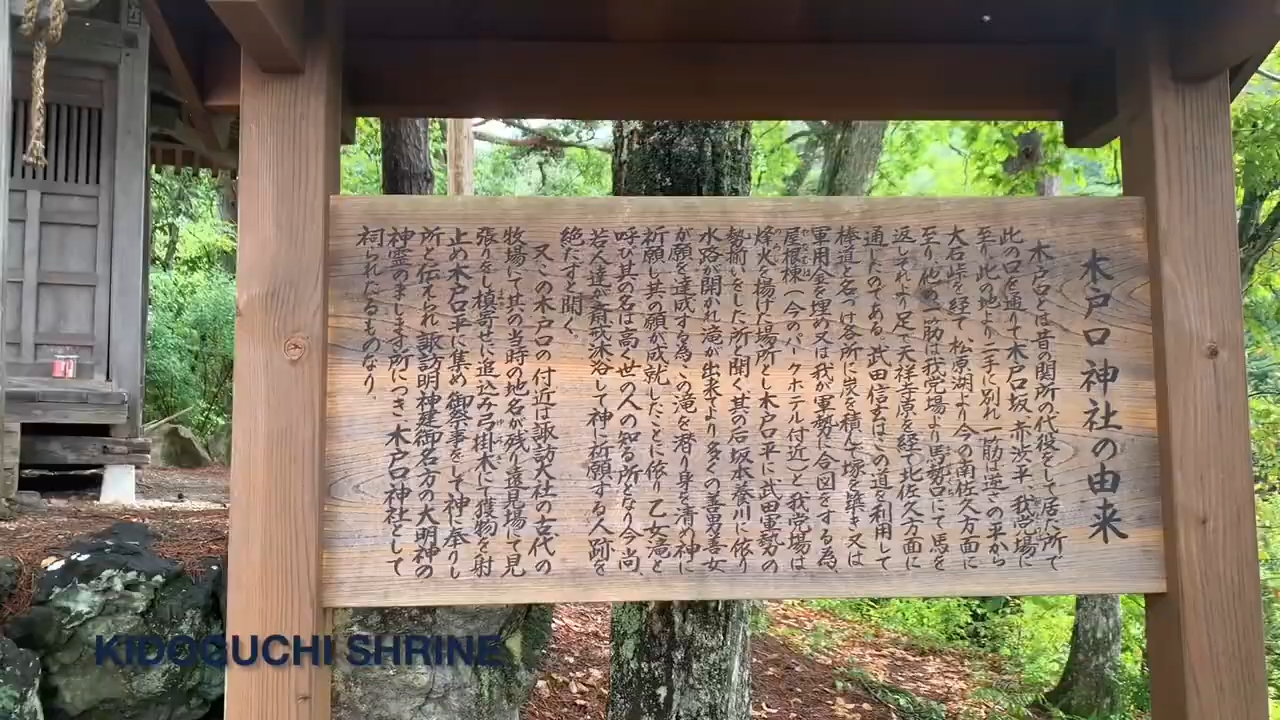 木戸口神社の由来
木戸口とは昔の関所の代役をして居た所で
此の口を通りて木戸口坂、赤渋平、我党場に
至り此の地より二手に別れ一筋は逆さの平から
大石峠を経て、松原湖より今の南佐久方面に
至り、他の一筋は我党場より馬勢口にて馬を
返しそれより足で天祥寺原を経て北佐久方面に
通したのである。武田信玄はこの道を利用して
棒道と名づけ各所に炭を積んで塚を築き又は
軍用金を埋め又は我が軍勢に合図とする為、
屋根棟(今のパークホテル付近)と我党場は
烽火を揚げた場所とし木戸口平に武田軍勢の
勢揃いをした所と聞く、其の后坂本養川に依り
水路が開かれ滝が出来てより多くの善男善女
が願を達成する為この滝を潜り身を清め神に
祈願し其の願が成就したことに依り乙女滝と
呼び其の名は高く世の人の知る所となり今尚、
若人達が斎戒沐浴して神に祈願する人跡を
絶たずと聞く。
又この木戸口の付近は諏訪大社の古代の
牧場にて其の当時の地名が残り遠見場にて見
張りをし槙寄せに追込み弓掛木にて獲物を射
止め木戸口平に集め御祭事をして神に奉りし
所と伝えられ諏訪明神建御名方の大明神の
神霊のまします所につき木戸口神社として
祠られたるものなり。
KIDOGUCHI SHRINE